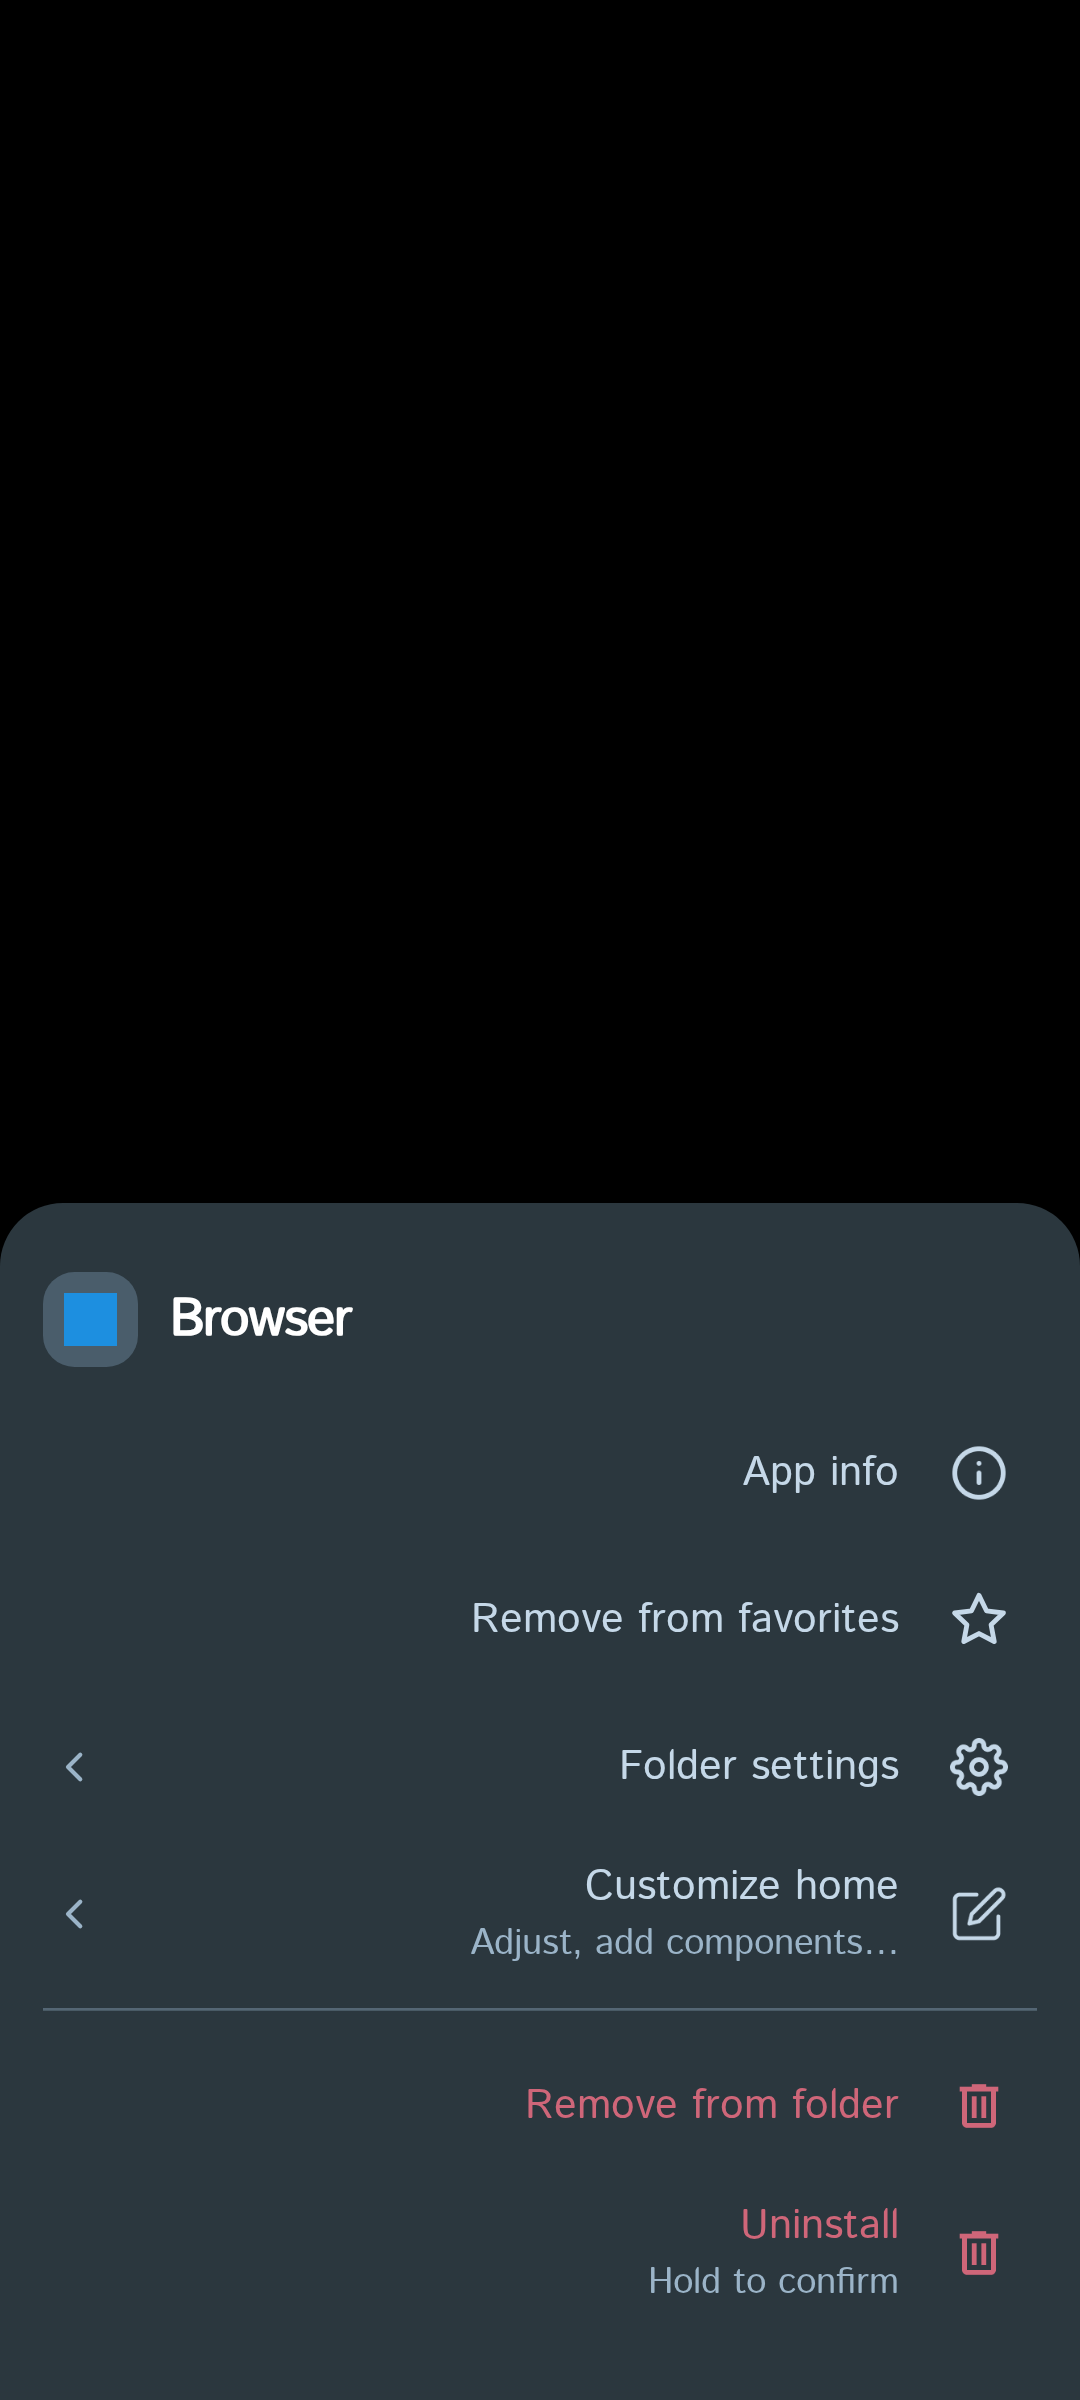 Browser
App info
Remove from favorites
Folder settings
Customize home
Adjust, add components...
Remove from folder
Uninstall
Hold to confirm